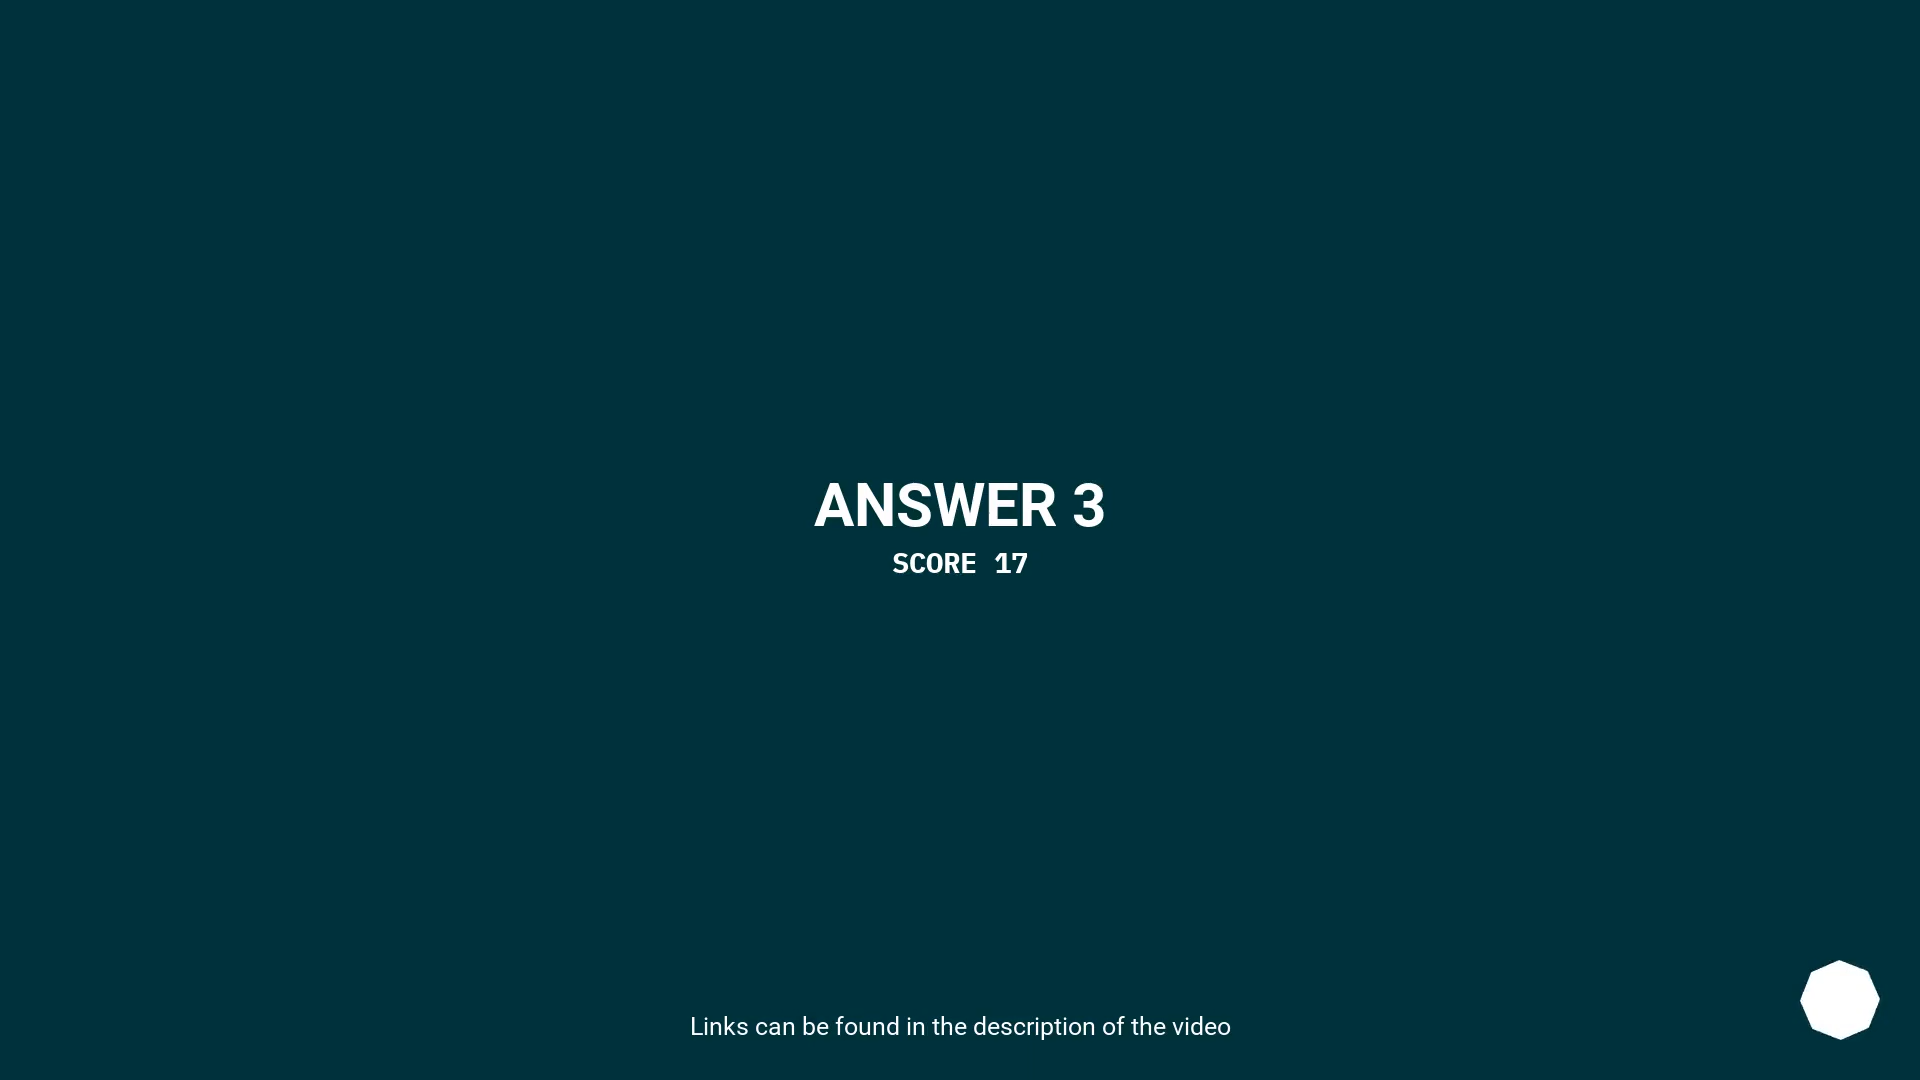 ANSWER 3
SCORE 17
Links can be found in the description of the video